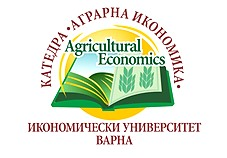 КАТЕДРА • АГРАРНА ИКОНОМИКА •
Agricultural
Economics
ИКОНОМИЧЕСКИ УНИВЕРСИТЕТ
ВАРНА